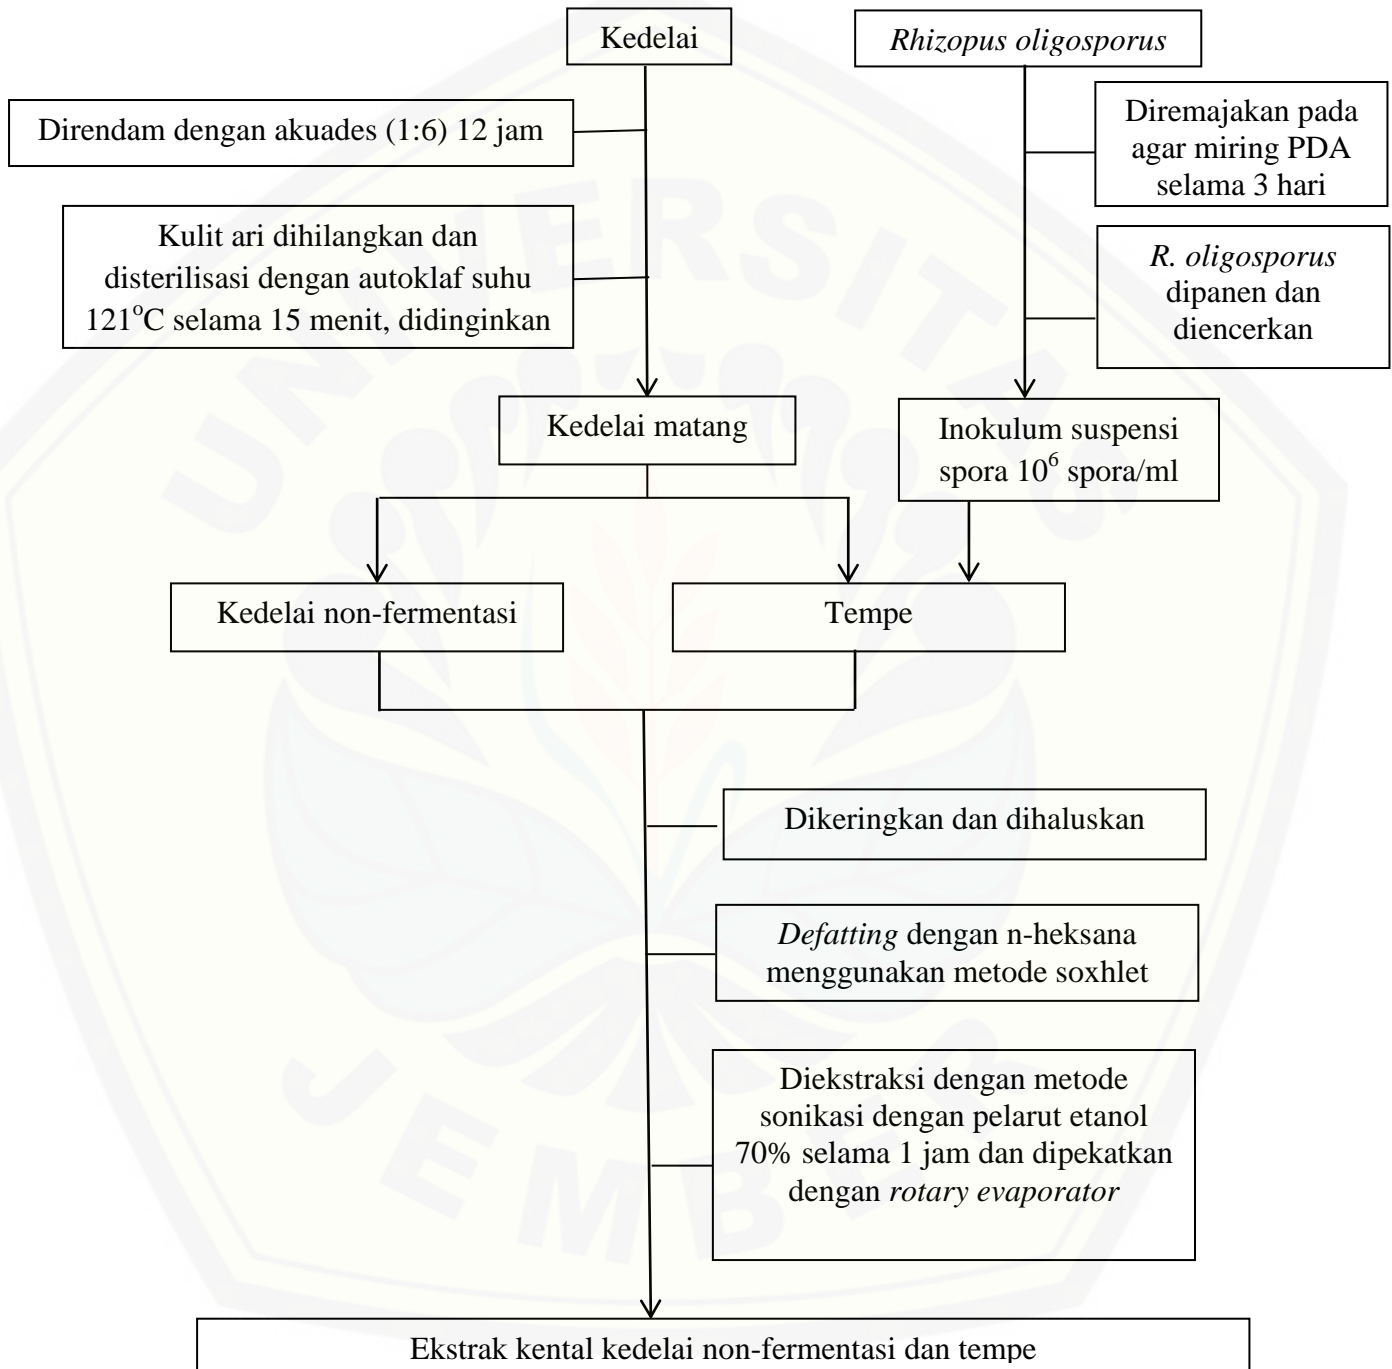 Kedelai
Rhizopus oligosporus
Direndam dengan akuades (1:6) 12 jam
Diremajakan pada
agar miring PDA
selama 3 hari
Kulit ari dihilangkan dan
disterilisasi dengan autoklaf suhu
121°C selama 15 menit, didinginkan
R. oligosporus
dipanen dan
diencerkan
Kedelai matang
Inokulum suspensi
spora 10⁶ spora/ml
Kedelai non-fermentasi
Tempe
Dikeringkan dan dihaluskan
Defatting dengan n-heksana
menggunakan metode soxhlet
Diekstraksi dengan metode
sonikasi dengan pelarut etanol
70% selama 1 jam dan dipekatkan
dengan rotary evaporator
Ekstrak kental kedelai non-fermentasi dan tempe
UNIVERSITAS
JEMBER